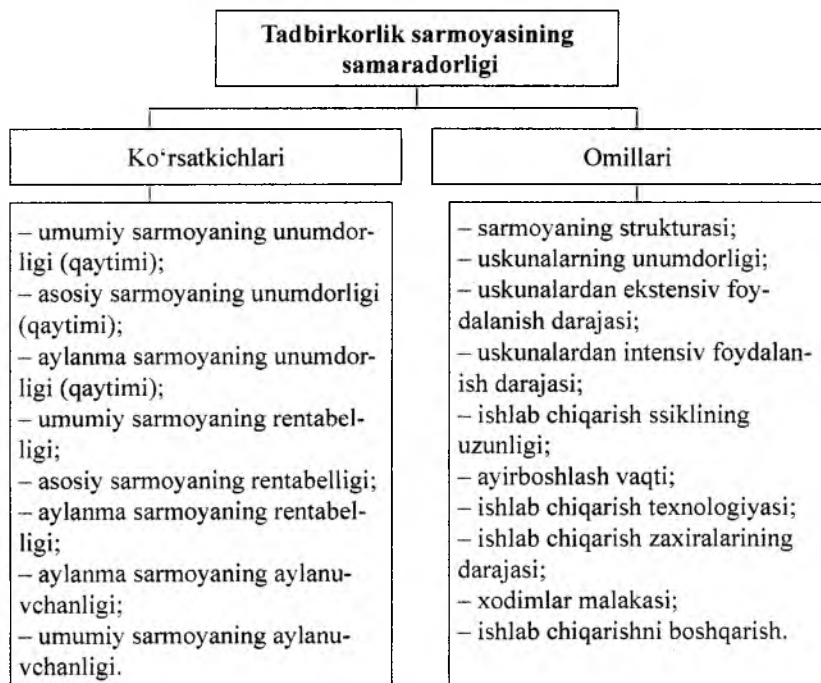 Tadbirkorlik sarmoyasining
samaradorligi
Ko‘rsatkichlari
– umumiy sarmoyaning unumdor-
ligi (qaytimi);
– asosiy sarmoyaning unumdorligi
(qaytimi);
– aylanma sarmoyaning unumdor-
ligi (qaytimi);
– umumiy sarmoyaning rentabel-
ligi;
– asosiy sarmoyaning rentabelligi;
– aylanma sarmoyaning rentabel-
ligi;
– aylanma sarmoyaning aylanu-
vchanligi;
– umumiy sarmoyaning aylanu-
vchanligi.
Omillari
– sarmoyaning strukturasi;
– uskunalarning unumdorligi;
– uskunalardan ekstensiv foy-
dalanish darajasi;
– uskunalardan intensiv foydalan-
ish darajasi;
– ishlab chiqarish ssiklining
uzunligi;
– ayirboshlash vaqti;
– ishlab chiqarish texnologiyasi;
– ishlab chiqarish zaxiralarining
darajasi;
– xodimlar malakasi;
– ishlab chiqarishni boshqarish.